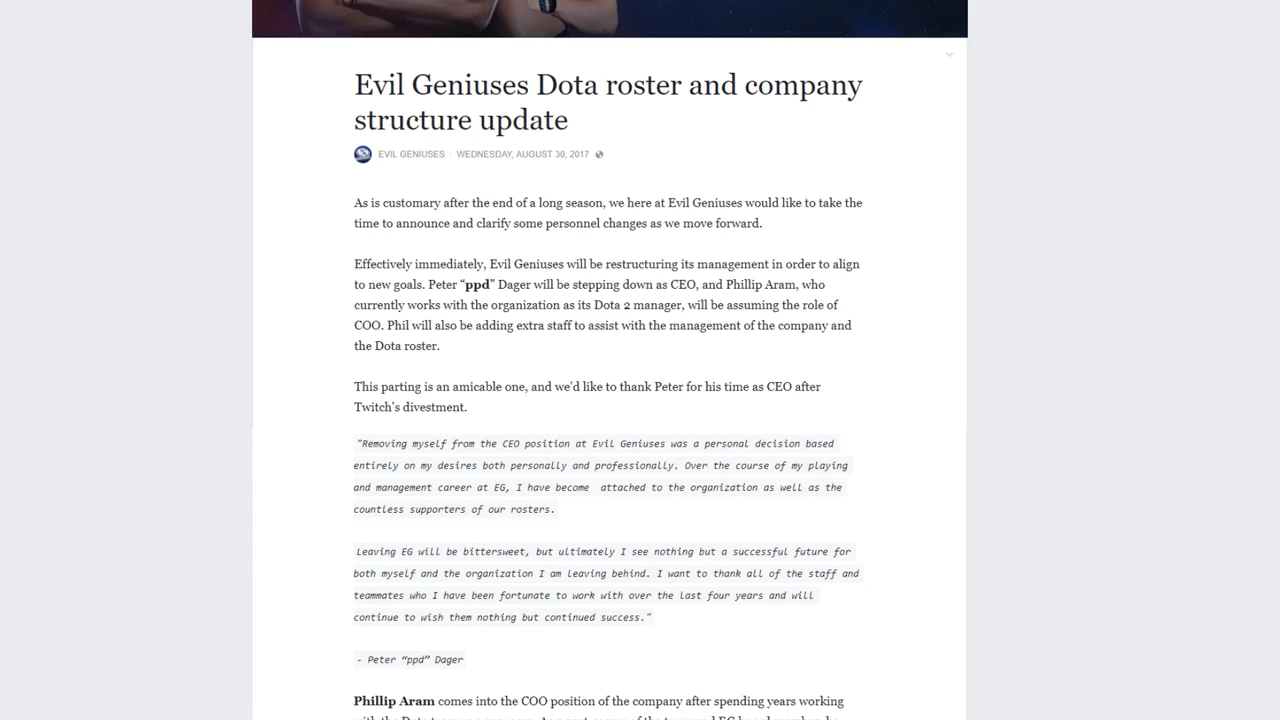 Evil Geniuses Dota roster and company
structure update
EVIL GENIUSES · WEDNESDAY, AUGUST 30, 2017
As is customary after the end of a long season, we here at Evil Geniuses would like to take the
time to announce and clarify some personnel changes as we move forward.
Effectively immediately, Evil Geniuses will be restructuring its management in order to align
to new goals. Peter “ppd” Dager will be stepping down as CEO, and Phillip Aram, who
currently works with the organization as its Dota 2 manager, will be assuming the role of
COO. Phil will also be adding extra staff to assist with the management of the company and
the Dota roster.
This parting is an amicable one, and we'd like to thank Peter for his time as CEO after
Twitch's divestment.
"Removing myself from the CEO position at Evil Geniuses was a personal decision based
entirely on my desires both personally and professionally. Over the course of my playing
and management career at EG, I have become  attached to the organization as well as the
countless supporters of our rosters.
Leaving EG will be bittersweet, but ultimately I see nothing but a successful future for
both myself and the organization I am leaving behind. I want to thank all of the staff and
teammates who I have been fortunate to work with over the last four years and will
continue to wish them nothing but continued success."
- Peter “ppd” Dager
Phillip Aram comes into the COO position of the company after spending years working